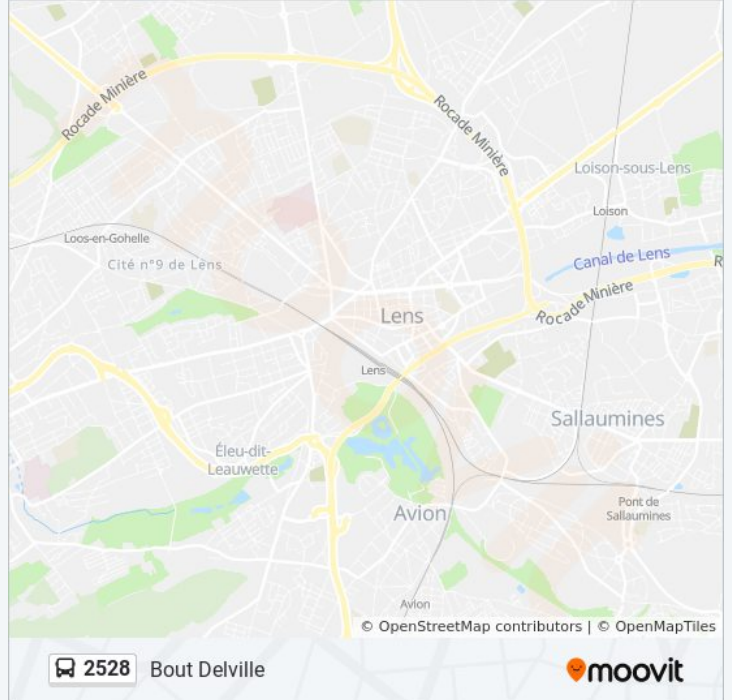 Rocade Minière
Rocade Minière
Loison-sous-Lens
Loison
Loos-en-Gohelle
Cité n°9 de Lens
Canal de Lens
R
Rocade Minière
Lens
Lens
Sallaumines
Éleu-dit-
Leauwette
Pont de
Sallaumines
Avion
Avion
© OpenStreetMap contributors | © OpenMapTiles
2528 Bout Delville
moovit